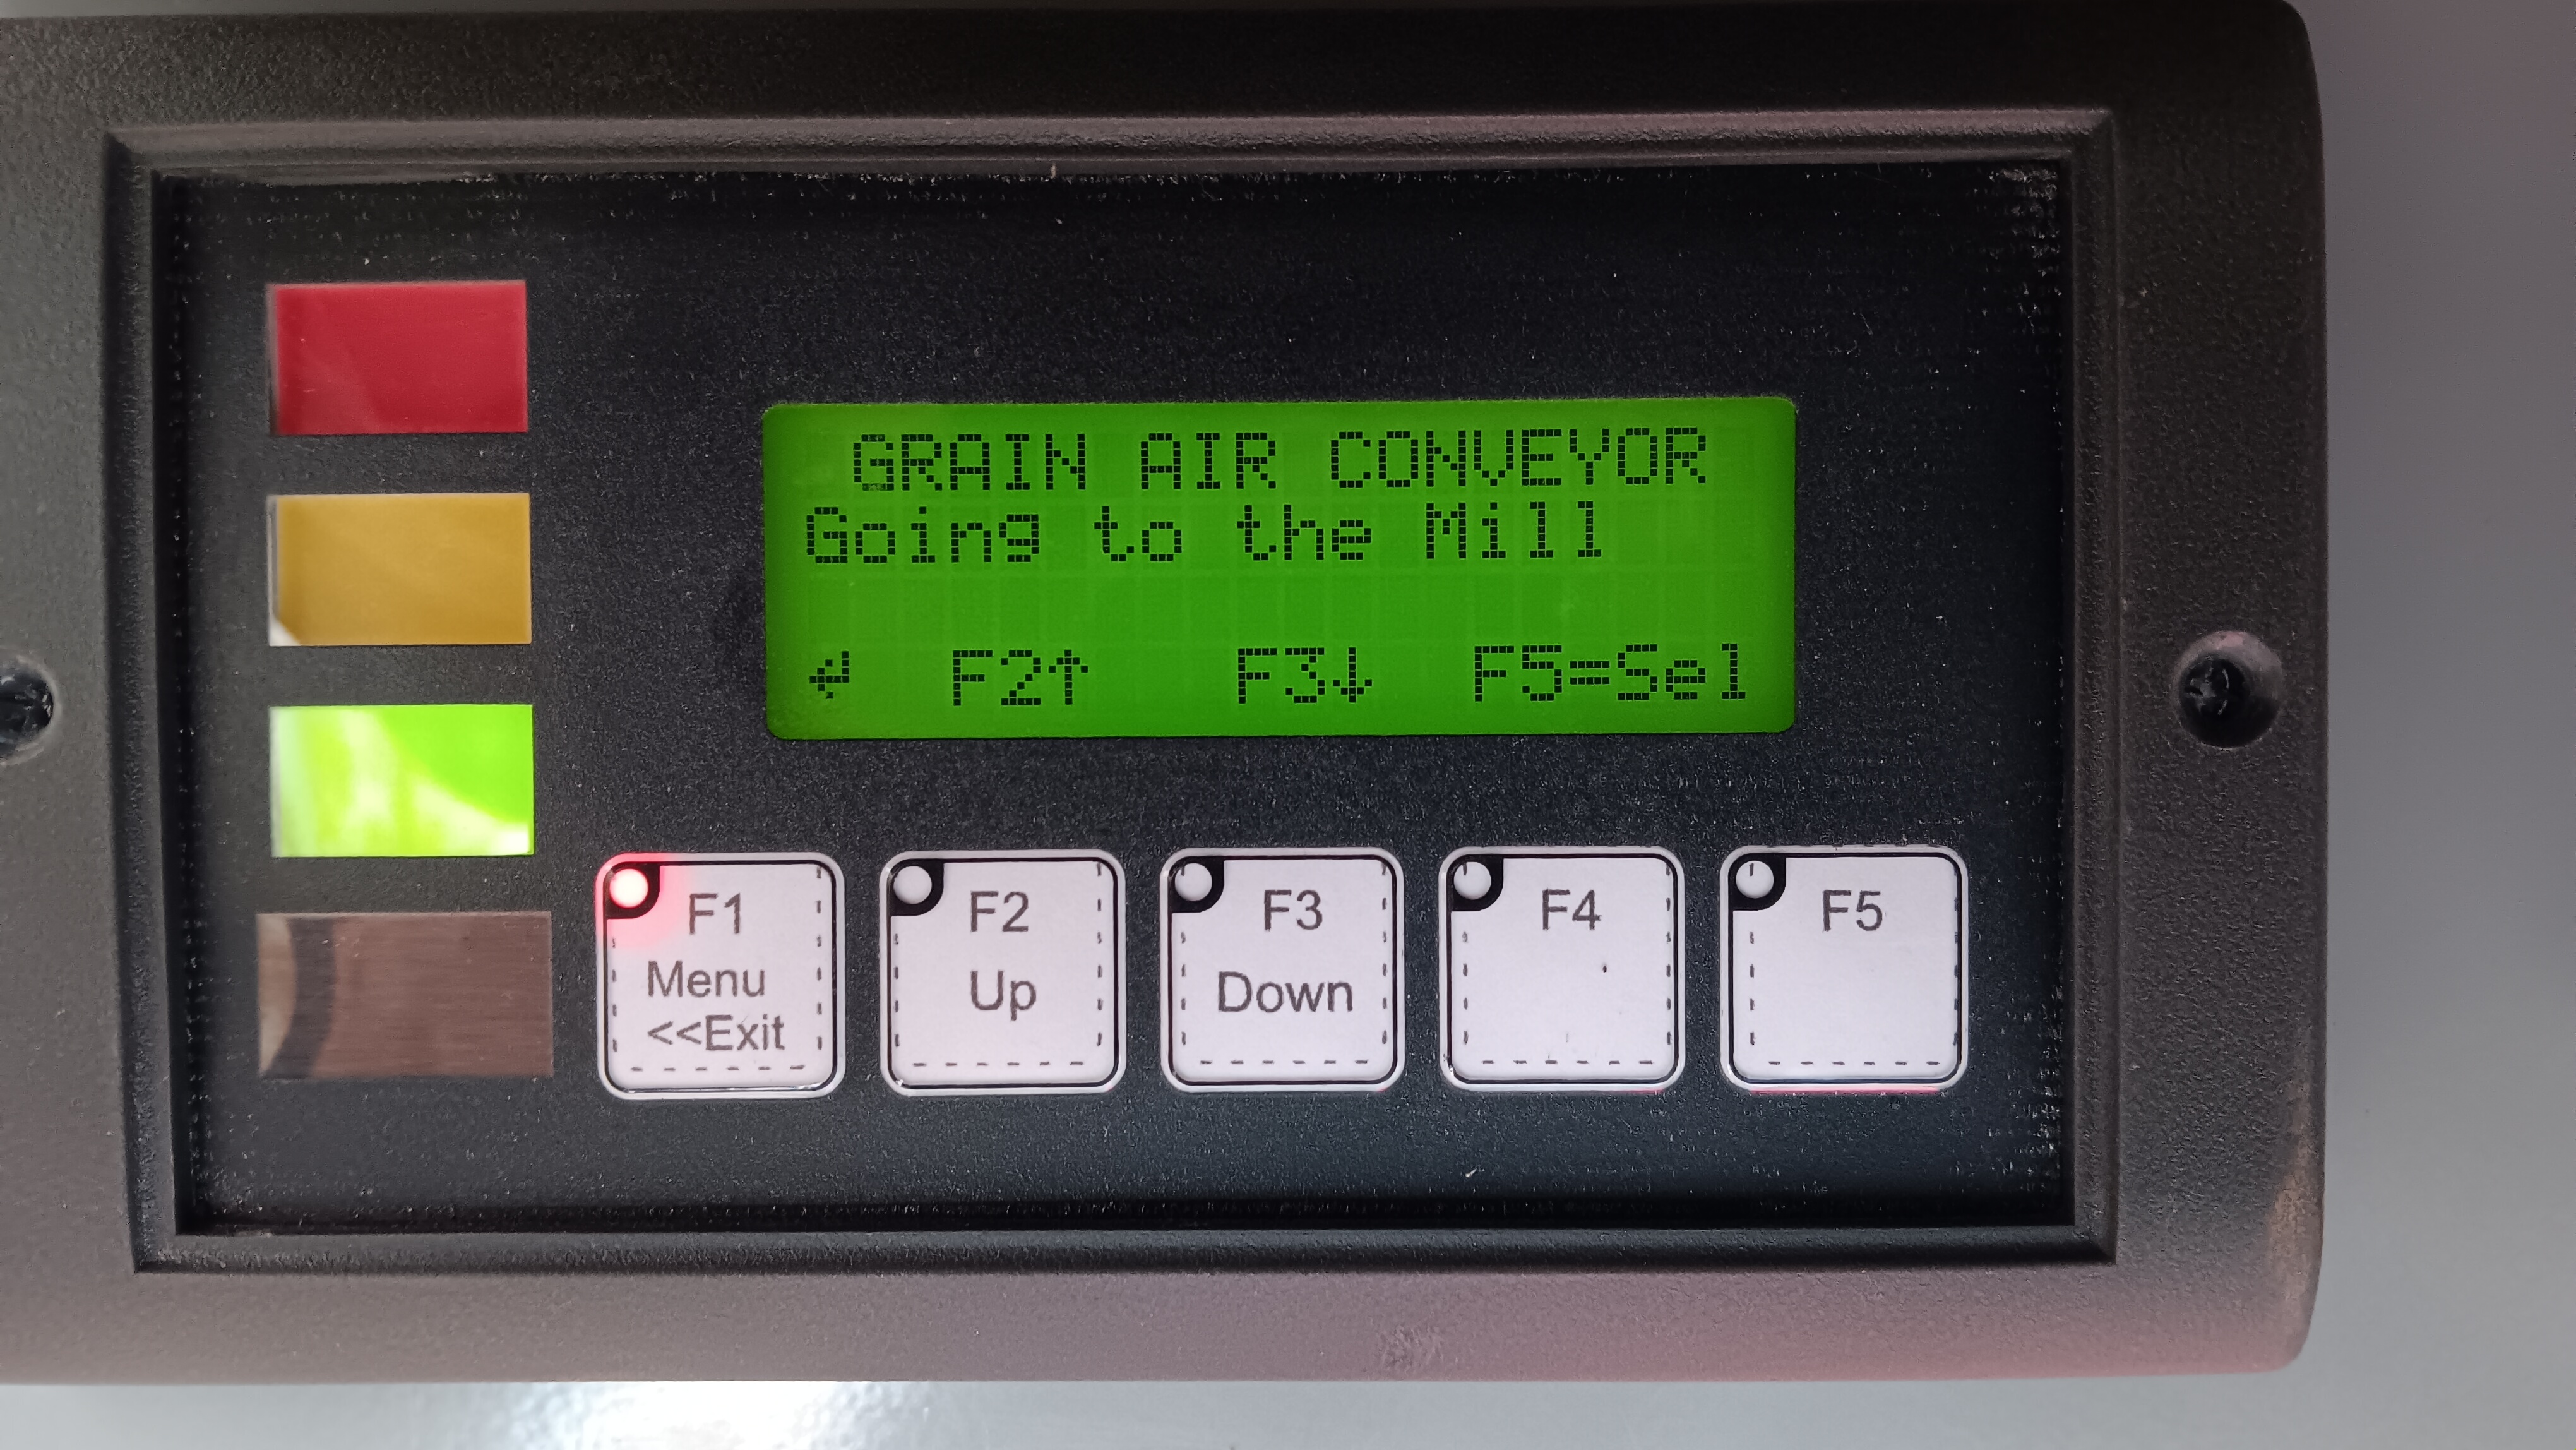 GRAIN AIR CONVEYOR
Going to the Mill
↲ F2↑ F3↓ F5=Sel
F1 F2 F3 F4 F5
Menu Up Down
<<Exit